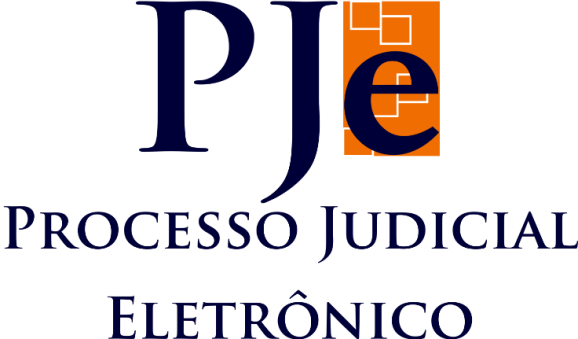 PJe
PROCESSO JUDICIAL
ELETRÔNICO